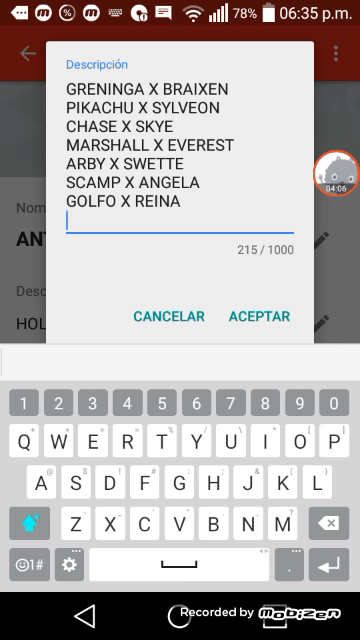 78% 06:35 p.m.
Descripción
GRENINGA X BRAIXEN
PIKACHU X SYLVEON
CHASE X SKYE
MARSHALL X EVEREST
ARBY X SWETTE
SCAMP X ANGELA
GOLFO X REINA
04:06
Nom
ANT
215 / 1000
Desc
HOL
CANCELAR ACEPTAR
1 2 3 4 5 6 7 8 9 0
Q W E R T Y U I O P
A S D F G H J K L
Z X C V B N M ?
1# .
Recorded by mobizen